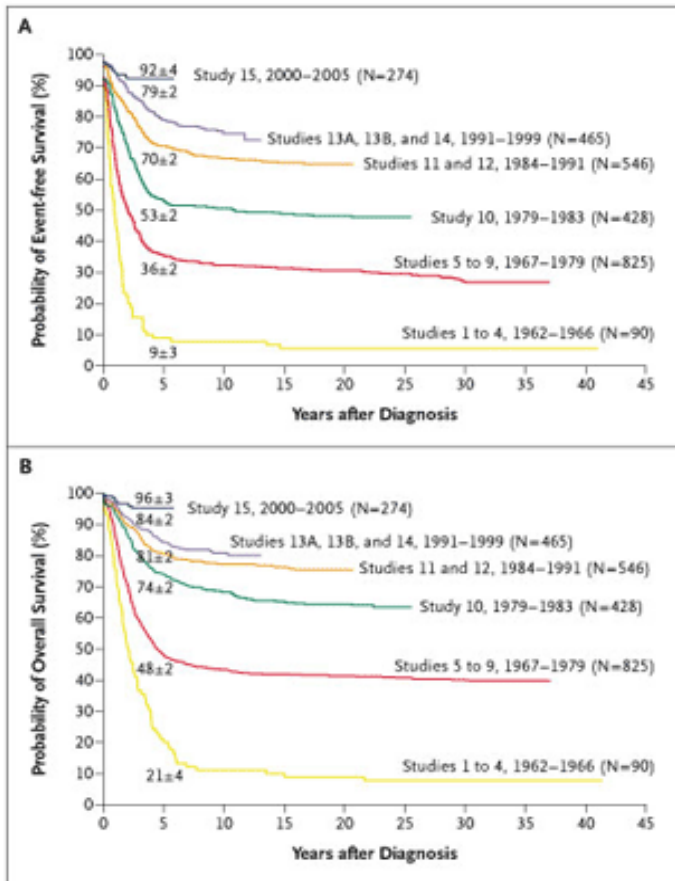 A
Probability of Event-free Survival (%)
100
90
80
70
60
50
40
30
20
10
0
92±4
Study 15, 2000–2005 (N=274)
79±2
Studies 13A, 13B, and 14, 1991–1999 (N=465)
70±2
Studies 11 and 12, 1984–1991 (N=546)
53±2
Study 10, 1979–1983 (N=428)
36±2
Studies 5 to 9, 1967–1979 (N=825)
9±3
Studies 1 to 4, 1962–1966 (N=90)
0 5 10 15 20 25 30 35 40 45
Years after Diagnosis
B
Probability of Overall Survival (%)
100
90
80
70
60
50
40
30
20
10
0
96±3
Study 15, 2000–2005 (N=274)
84±2
Studies 13A, 13B, and 14, 1991–1999 (N=465)
81±2
Studies 11 and 12, 1984–1991 (N=546)
74±2
Study 10, 1979–1983 (N=428)
48±2
Studies 5 to 9, 1967–1979 (N=825)
21±4
Studies 1 to 4, 1962–1966 (N=90)
0 5 10 15 20 25 30 35 40 45
Years after Diagnosis